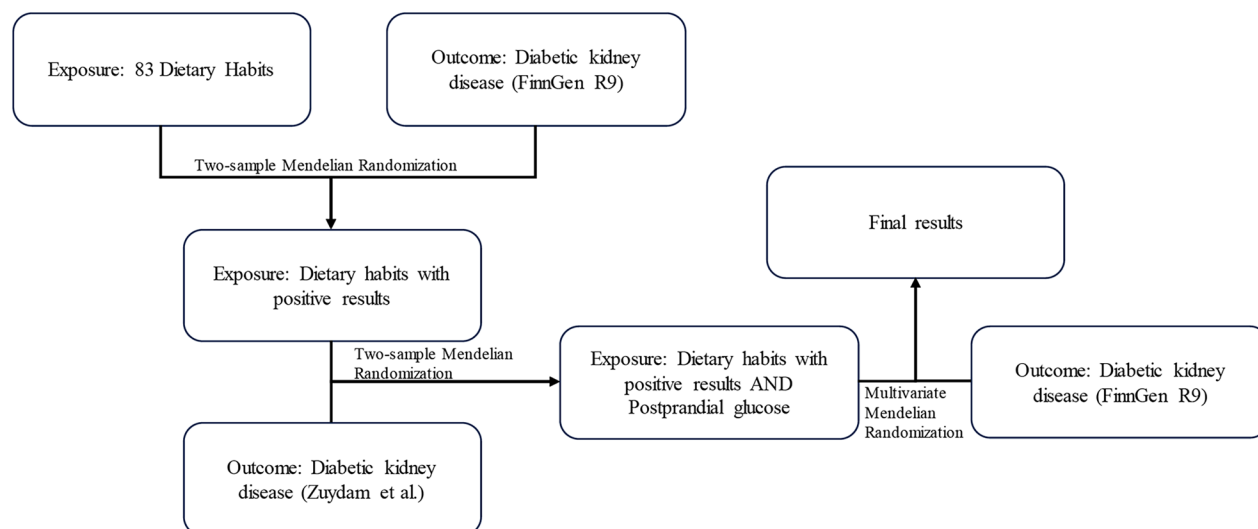 Exposure: 83 Dietary Habits
Outcome: Diabetic kidney
disease (FinnGen R9)
Two-sample Mendelian Randomization
Final results
Exposure: Dietary habits with
positive results
Two-sample Mendelian
Randomization
Exposure: Dietary habits with
positive results AND
Postprandial glucose
Multivariate
Mendelian
Randomization
Outcome: Diabetic kidney
disease (FinnGen R9)
Outcome: Diabetic kidney
disease (Zuydam et al.)